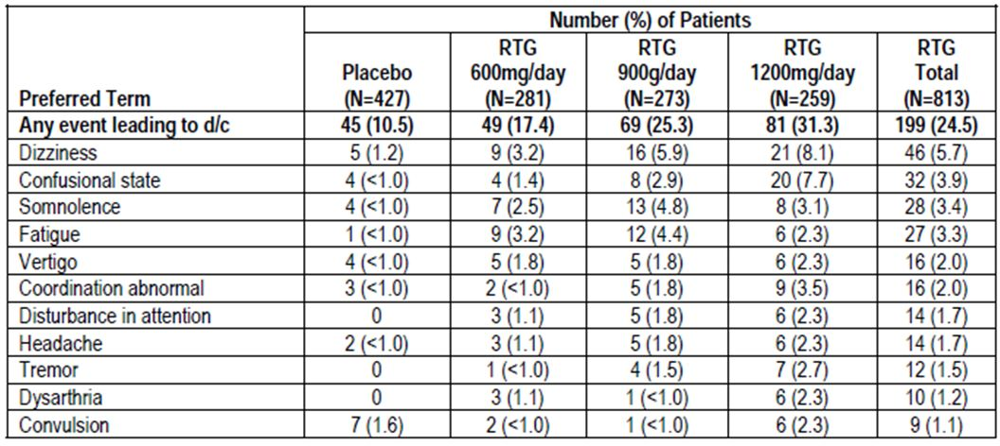 Number (%) of Patients
Preferred Term | Placebo (N=427) | RTG 600mg/day (N=281) | RTG 900g/day (N=273) | RTG 1200mg/day (N=259) | RTG Total (N=813)
Any event leading to d/c | 45 (10.5) | 49 (17.4) | 69 (25.3) | 81 (31.3) | 199 (24.5)
Dizziness | 5 (1.2) | 9 (3.2) | 16 (5.9) | 21 (8.1) | 46 (5.7)
Confusional state | 4 (<1.0) | 4 (1.4) | 8 (2.9) | 20 (7.7) | 32 (3.9)
Somnolence | 4 (<1.0) | 7 (2.5) | 13 (4.8) | 8 (3.1) | 28 (3.4)
Fatigue | 1 (<1.0) | 9 (3.2) | 12 (4.4) | 6 (2.3) | 27 (3.3)
Vertigo | 4 (<1.0) | 5 (1.8) | 5 (1.8) | 6 (2.3) | 16 (2.0)
Coordination abnormal | 3 (<1.0) | 2 (<1.0) | 5 (1.8) | 9 (3.5) | 16 (2.0)
Disturbance in attention | 0 | 3 (1.1) | 5 (1.8) | 6 (2.3) | 14 (1.7)
Headache | 2 (<1.0) | 3 (1.1) | 5 (1.8) | 6 (2.3) | 14 (1.7)
Tremor | 0 | 1 (<1.0) | 4 (1.5) | 7 (2.7) | 12 (1.5)
Dysarthria | 0 | 3 (1.1) | 1 (<1.0) | 6 (2.3) | 10 (1.2)
Convulsion | 7 (1.6) | 2 (<1.0) | 1 (<1.0) | 6 (2.3) | 9 (1.1)